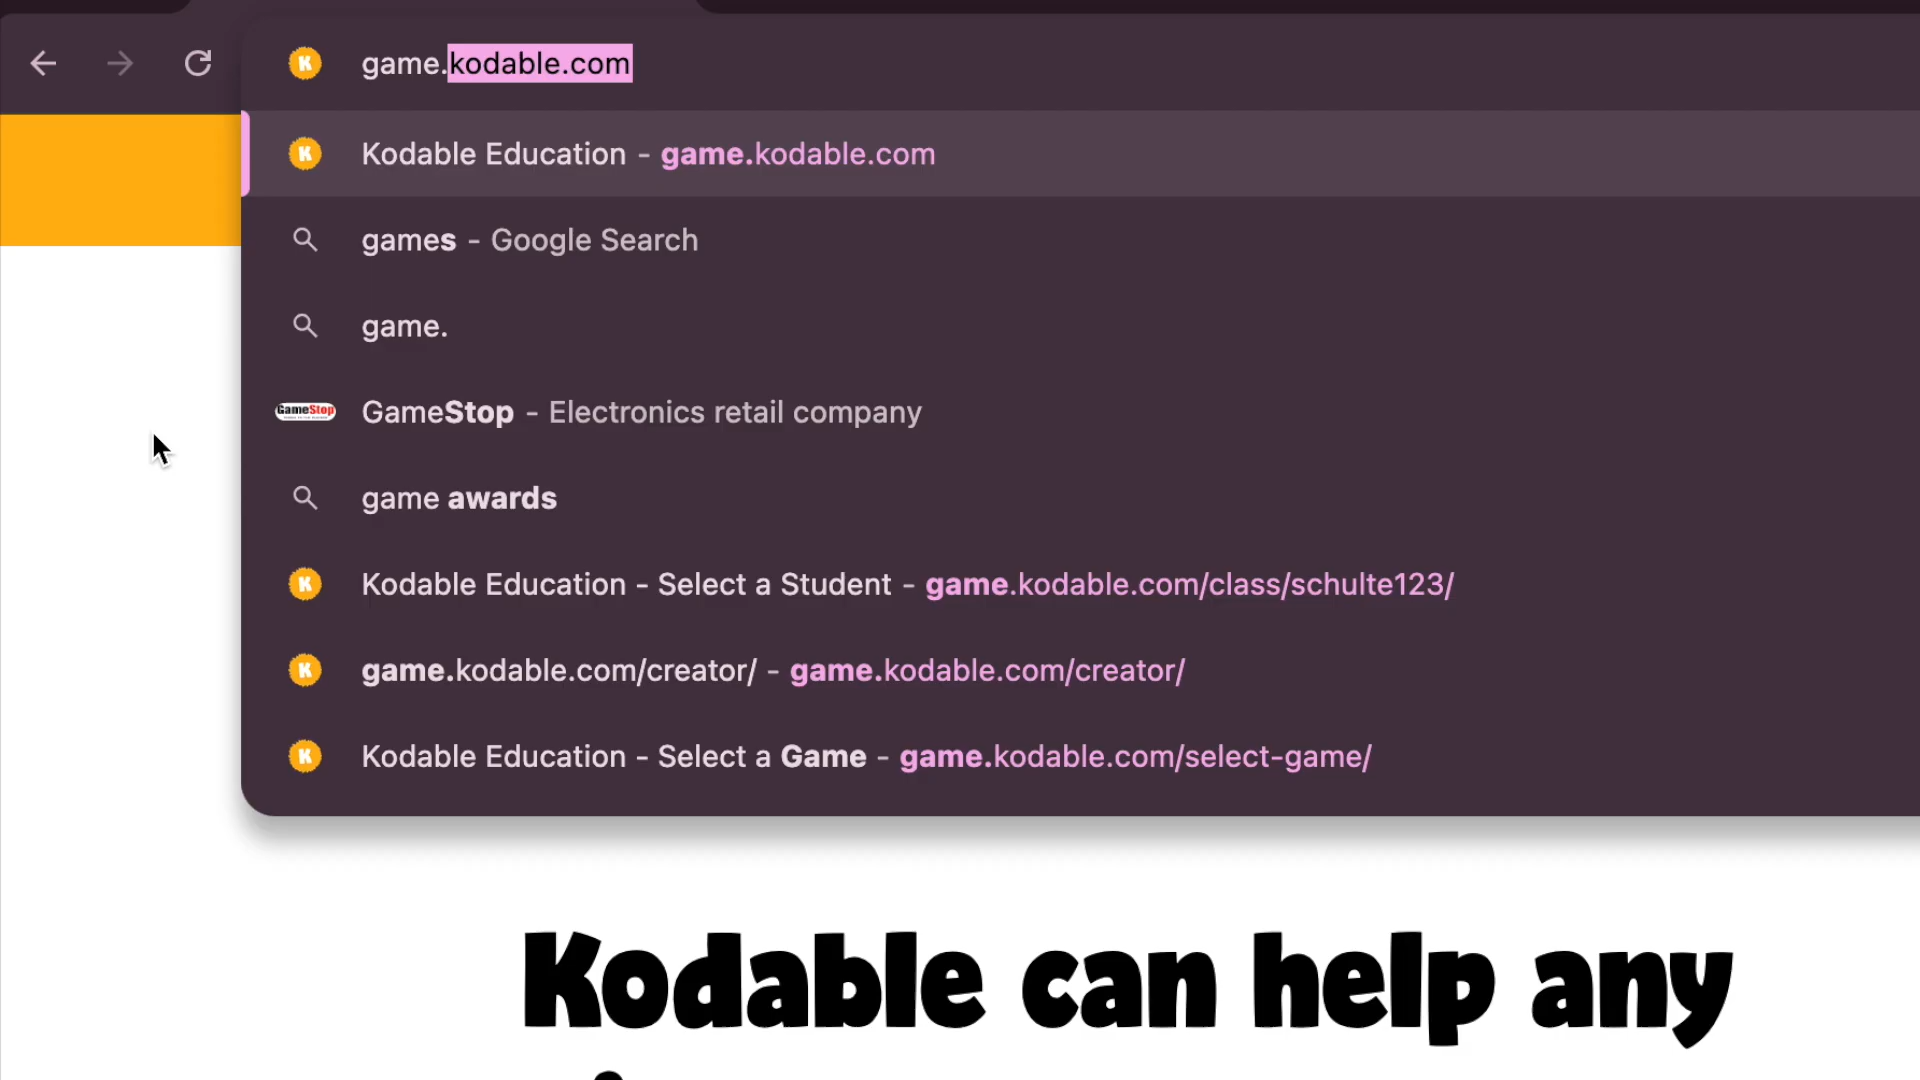 game.kodable.com
Kodable Education - game.kodable.com
games - Google Search
game.
GameStop
GameStop - Electronics retail company
game awards
Kodable Education - Select a Student - game.kodable.com/class/schulte123/
game.kodable.com/creator/ - game.kodable.com/creator/
Kodable Education - Select a Game - game.kodable.com/select-game/
Kodable can help any